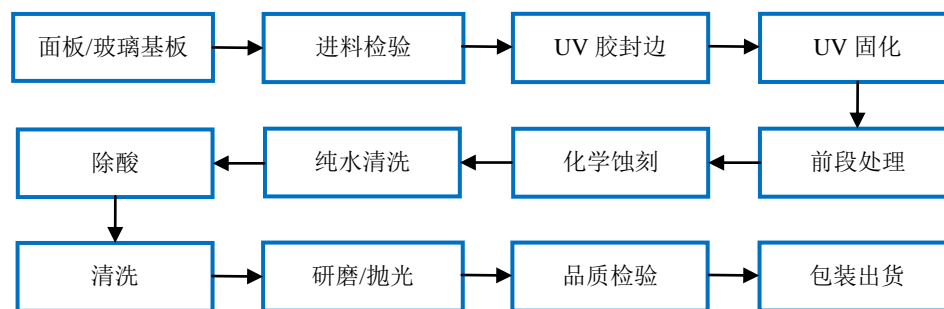 面板/玻璃基板
进料检验
UV 胶封边
UV 固化
前段处理
化学蚀刻
纯水清洗
除酸
清洗
研磨/抛光
品质检验
包装出货